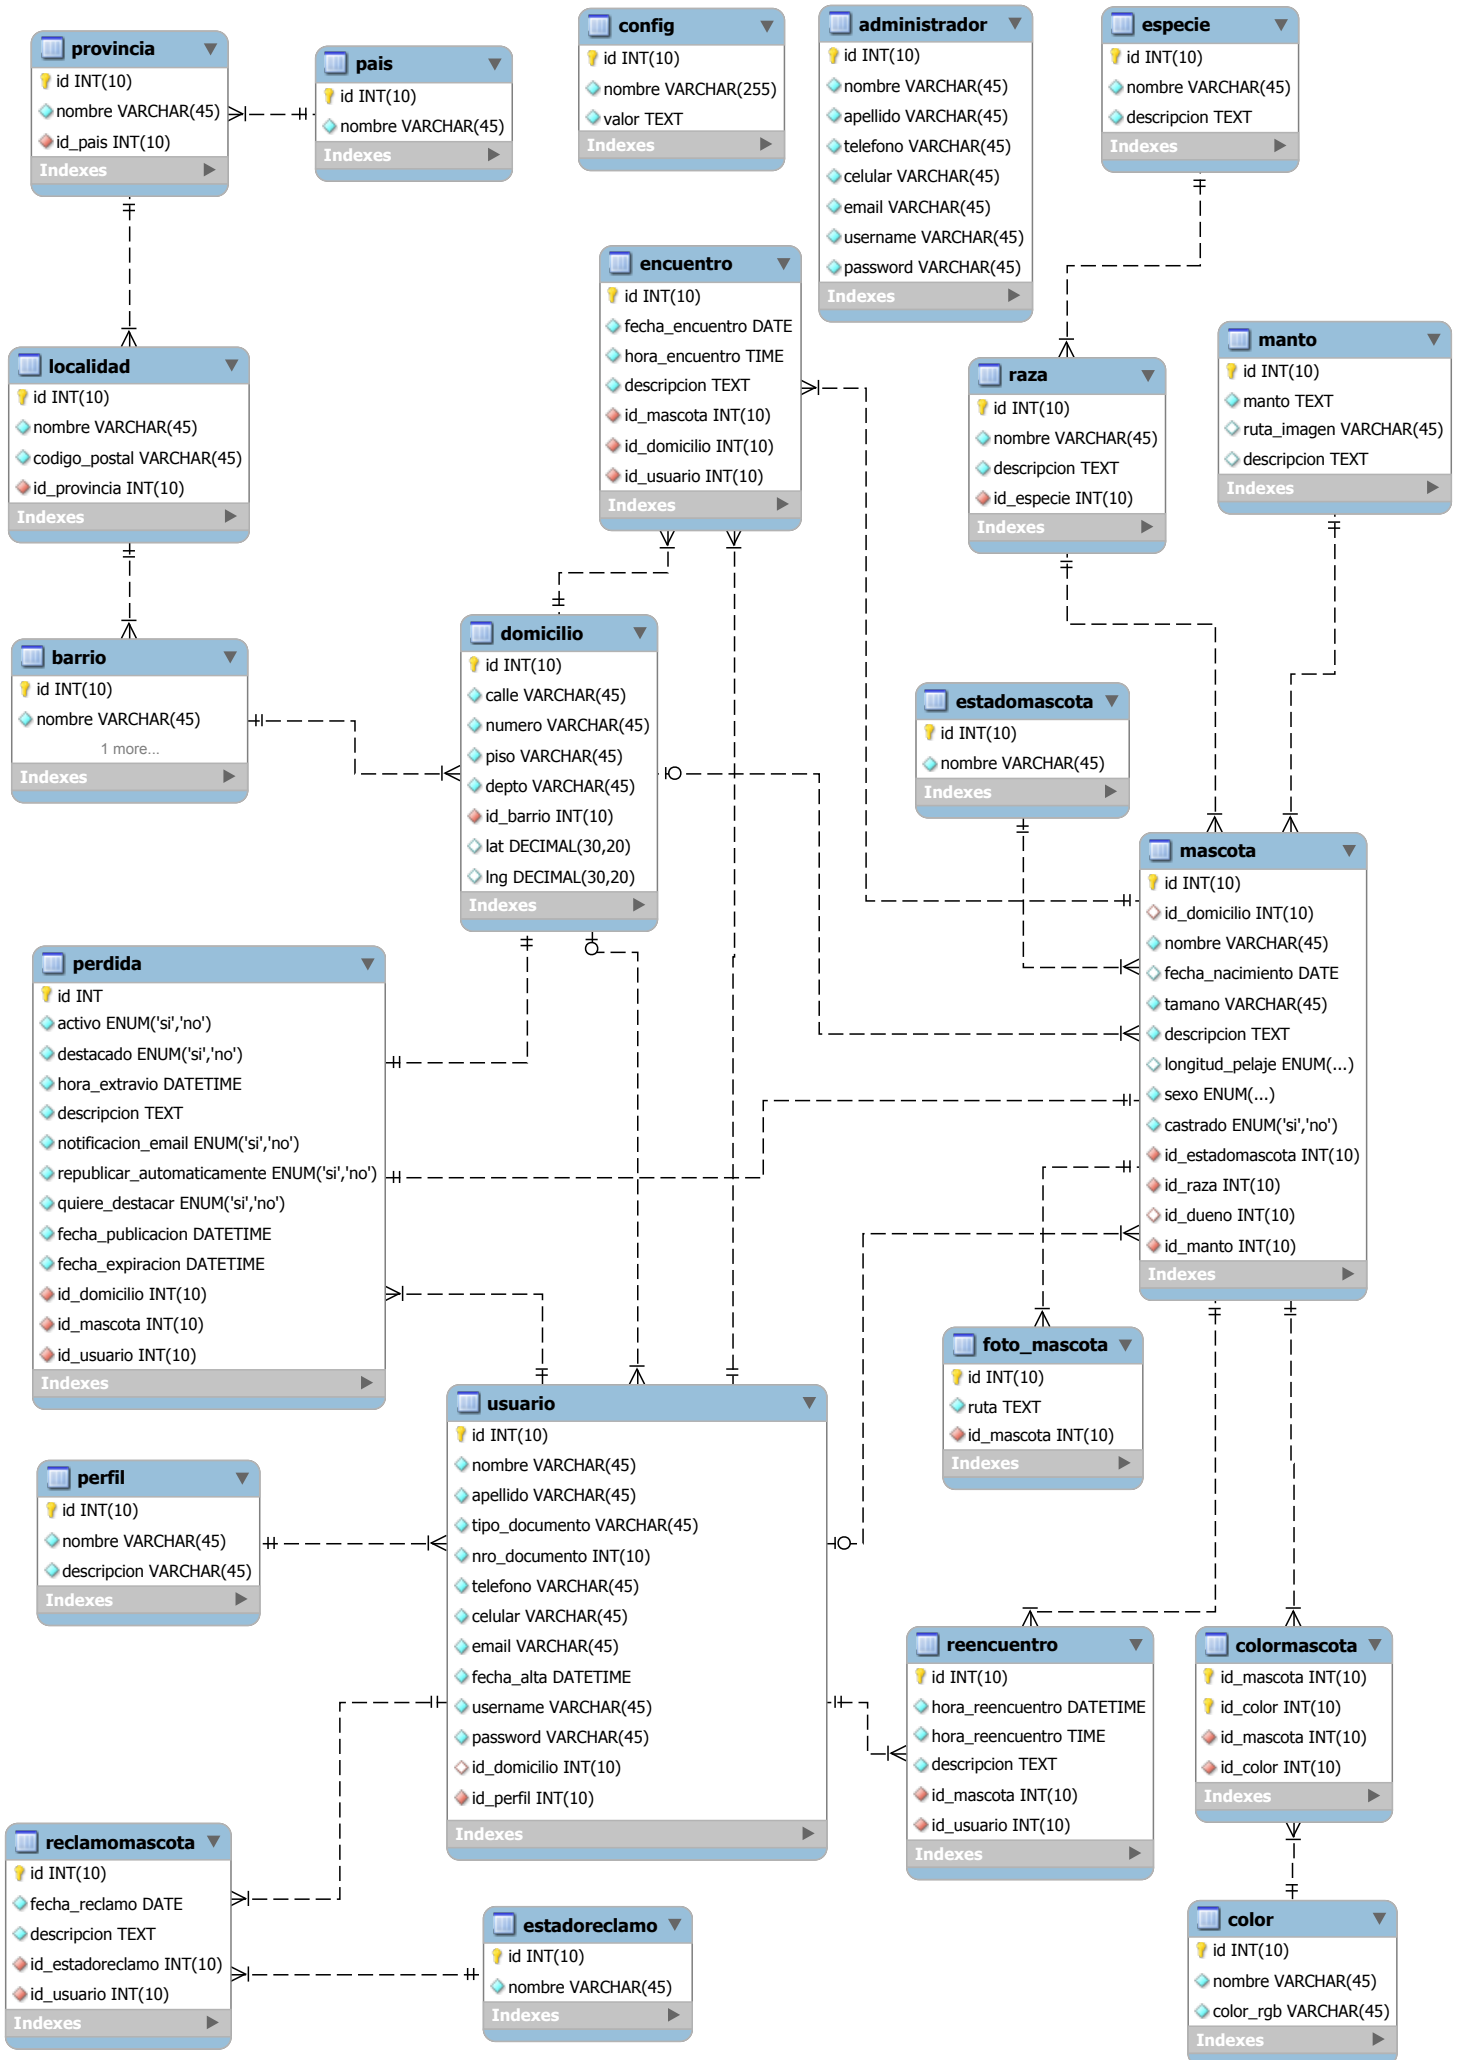 provincia
id INT(10)
nombre VARCHAR(45)
id_pais INT(10)
Indexes
pais
id INT(10)
nombre VARCHAR(45)
Indexes
config
id INT(10)
nombre VARCHAR(255)
valor TEXT
Indexes
administrador
id INT(10)
nombre VARCHAR(45)
apellido VARCHAR(45)
telefono VARCHAR(45)
celular VARCHAR(45)
email VARCHAR(45)
username VARCHAR(45)
password VARCHAR(45)
Indexes
especie
id INT(10)
nombre VARCHAR(45)
descripcion TEXT
Indexes
encuentro
id INT(10)
fecha_encuentro DATE
hora_encuentro TIME
descripcion TEXT
id_mascota INT(10)
id_domicilio INT(10)
id_usuario INT(10)
Indexes
localidad
id INT(10)
nombre VARCHAR(45)
codigo_postal VARCHAR(45)
id_provincia INT(10)
Indexes
raza
id INT(10)
nombre VARCHAR(45)
descripcion TEXT
id_especie INT(10)
Indexes
manto
id INT(10)
manto TEXT
ruta_imagen VARCHAR(45)
descripcion TEXT
Indexes
barrio
id INT(10)
nombre VARCHAR(45)
1 more...
Indexes
domicilio
id INT(10)
calle VARCHAR(45)
numero VARCHAR(45)
piso VARCHAR(45)
depto VARCHAR(45)
id_barrio INT(10)
lat DECIMAL(30,20)
lng DECIMAL(30,20)
Indexes
estadomascota
id INT(10)
nombre VARCHAR(45)
Indexes
mascota
id INT(10)
id_domicilio INT(10)
nombre VARCHAR(45)
fecha_nacimiento DATE
tamano VARCHAR(45)
descripcion TEXT
longitud_pelaje ENUM(...)
sexo ENUM(...)
castrado ENUM('si','no')
id_estadomascota INT(10)
id_raza INT(10)
id_dueno INT(10)
id_manto INT(10)
Indexes
perdida
id INT
activo ENUM('si','no')
destacado ENUM('si','no')
hora_extravio DATETIME
descripcion TEXT
notificacion_email ENUM('si','no')
republicar_automaticamente ENUM('si','no')
quiere_destacar ENUM('si','no')
fecha_publicacion DATETIME
fecha_expiracion DATETIME
id_domicilio INT(10)
id_mascota INT(10)
id_usuario INT(10)
Indexes
foto_mascota
id INT(10)
ruta TEXT
id_mascota INT(10)
Indexes
usuario
id INT(10)
nombre VARCHAR(45)
apellido VARCHAR(45)
tipo_documento VARCHAR(45)
nro_documento INT(10)
telefono VARCHAR(45)
celular VARCHAR(45)
email VARCHAR(45)
fecha_alta DATETIME
username VARCHAR(45)
password VARCHAR(45)
id_domicilio INT(10)
id_perfil INT(10)
Indexes
perfil
id INT(10)
nombre VARCHAR(45)
descripcion VARCHAR(45)
Indexes
reencuentro
id INT(10)
hora_reencuentro DATETIME
hora_reencuentro TIME
descripcion TEXT
id_mascota INT(10)
id_usuario INT(10)
Indexes
colormascota
id_mascota INT(10)
id_color INT(10)
id_mascota INT(10)
id_color INT(10)
Indexes
reclamomascota
id INT(10)
fecha_reclamo DATE
descripcion TEXT
id_estadoreclamo INT(10)
id_usuario INT(10)
Indexes
estadoreclamo
id INT(10)
nombre VARCHAR(45)
Indexes
color
id INT(10)
nombre VARCHAR(45)
color_rgb VARCHAR(45)
Indexes